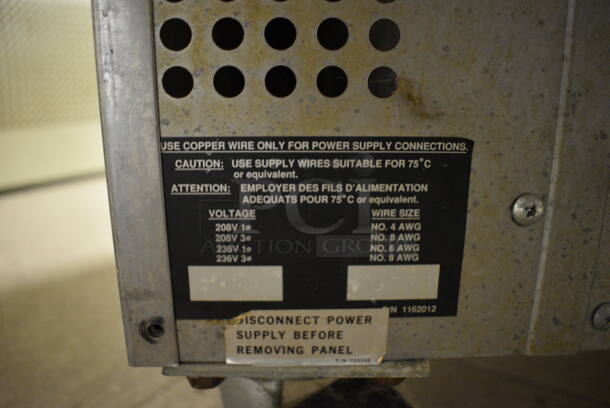 USE COPPER WIRE ONLY FOR POWER SUPPLY CONNECTIONS.
CAUTION: USE SUPPLY WIRES SUITABLE FOR 75°C
or equivalent.
ATTENTION: EMPLOYER DES FILS D'ALIMENTATION
ADEQUATS POUR 75°C or equivalent.
VOLTAGE WIRE SIZE
208V 1ø NO. 4 AWG
208V 3ø NO. 8 AWG
236V 1ø NO. 6 AWG
236V 3ø NO. 8 AWG
PCi
AUCTION GROUP
P/N 1162012
DISCONNECT POWER
SUPPLY BEFORE
REMOVING PANEL
P/N